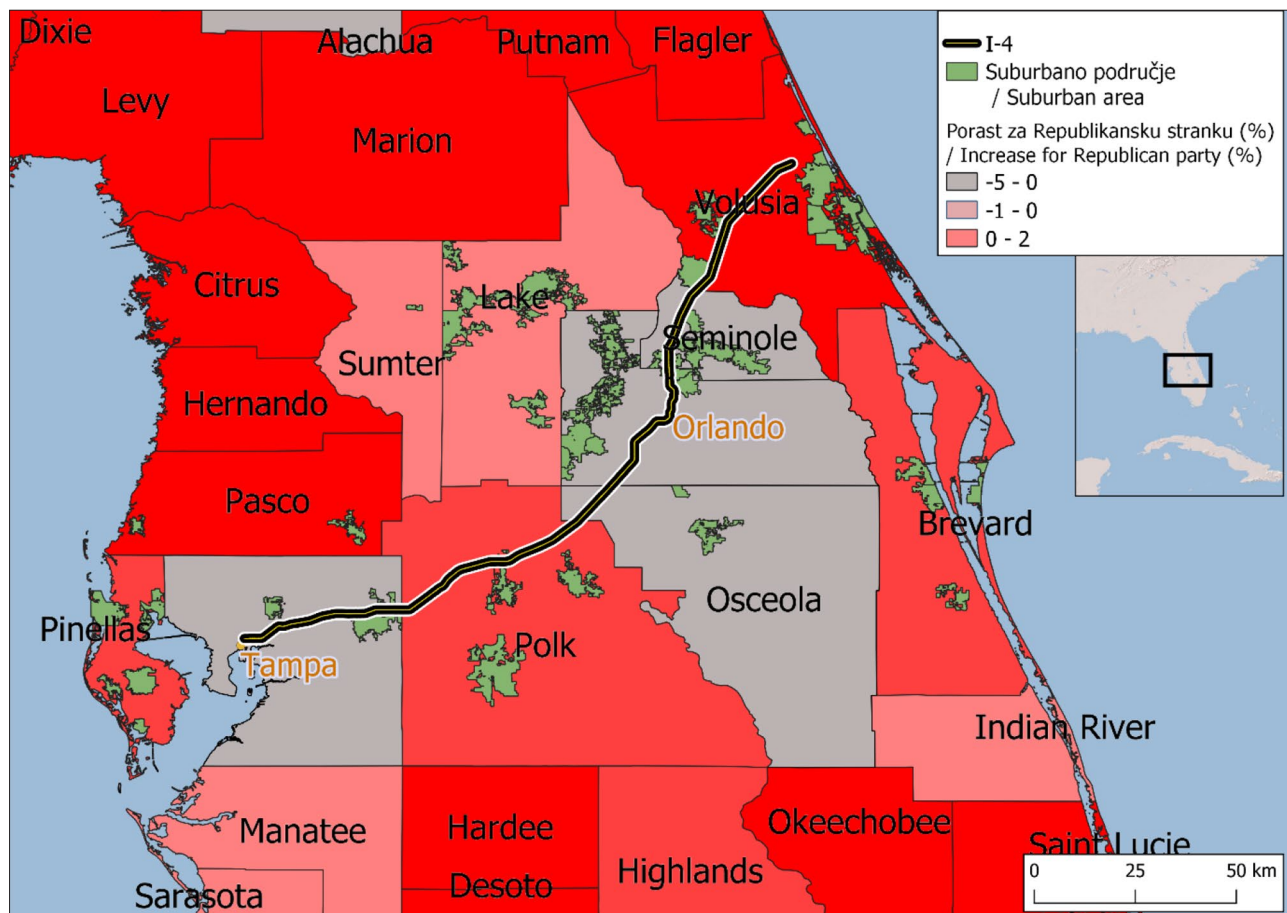 Dixie
Alachua
Putnam
Flagler
Levy
Marion
Volusia
Citrus
Lake
Sumter
Seminole
Hernando
Orlando
Pasco
Brevard
Osceola
Pinellas
Polk
Tampa
Indian River
Manatee
Hardee
Okeechobee
Saint Lucie
Highlands
Desoto
Sarasota
I-4
Suburbano područje
/ Suburban area
Porast za Republikansku stranku (%)
/ Increase for Republican party (%)
-5 - 0
-1 - 0
0 - 2
0 25 50 km